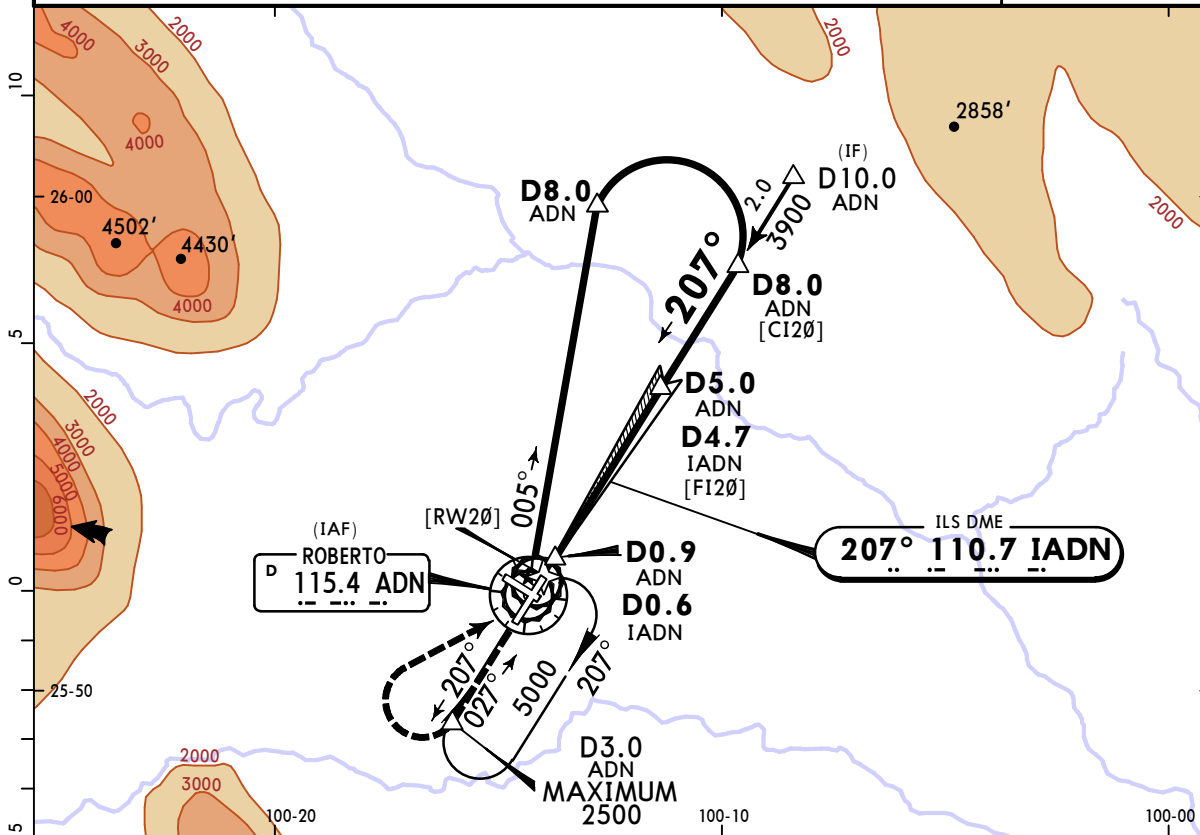 4000
2000
3000
2000
10
4000
2858′
(IF)
D10.0
ADN
D8.0
ADN
2.0
3900
26-00
2000
4502′
4430′
207°
4000
D8.0
ADN
[CI2Ø]
5
2000
D5.0
ADN
D4.7
IADN
[FI2Ø]
3000
4000
5000
6000
005°
[RW2Ø]
(IAF)
ROBERTO
D 115.4 ADN
ILS DME
207° 110.7 IADN
D0.9
ADN
D0.6
IADN
0
207°
027°
5000
207°
25-50
D3.0
ADN
MAXIMUM
2500
2000
3000
5
100-20
100-10
100-00